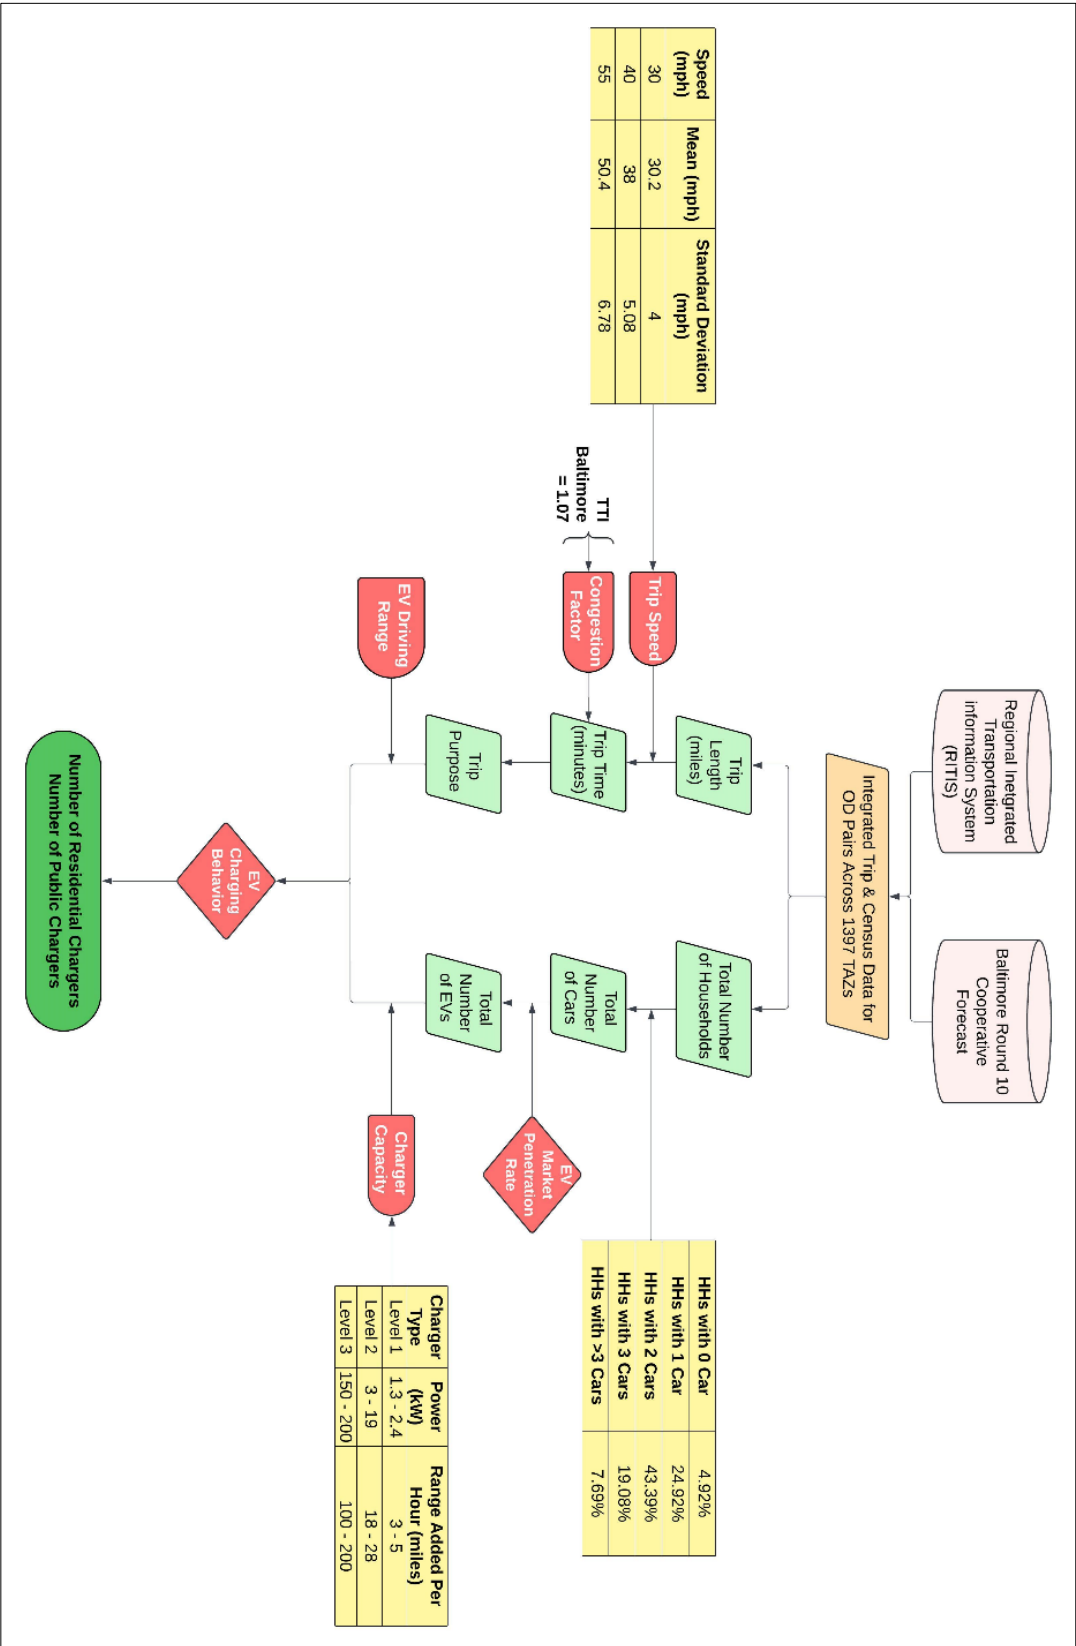 Regional Inetgrated
Transportation
information System
(RITIS)
Baltimore Round 10
Cooperative
Forecast
Integrated Trip & Census Data for
OD Pairs Across 1397 TAZs
Speed
(mph)
Mean (mph)
Standard Deviation
(mph)
30
30.2
4
40
38
5.08
55
50.4
6.78
Trip
Length
(miles)
Total Number
of Households
HHs with 0 Car
4.92%
HHs with 1 Car
24.92%
HHs with 2 Cars
43.39%
HHs with 3 Cars
19.08%
HHs with >3 Cars
7.69%
Trip Speed
TTI
Baltimore
= 1.07
Congestion
Factor
Trip Time
(minutes)
Total
Number
of Cars
EV
Market
Penetration
Rate
Trip
Purpose
Total
Number
of EVs
EV Driving
Range
Charger
Capacity
Charger
Type
Power
(kW)
Range Added Per
Hour (miles)
Level 1
1.3 - 2.4
3 - 5
Level 2
3 - 19
18 - 28
Level 3
150 - 200
100 - 200
EV
Charging
Behavior
Number of Residential Chargers
Number of Public Chargers